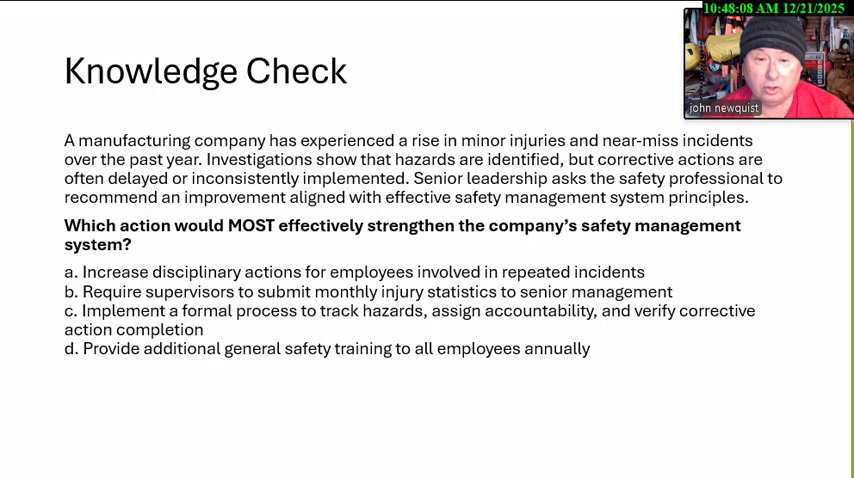 10:48:08 AM 12/21/2025
john newquist
Knowledge Check
A manufacturing company has experienced a rise in minor injuries and near-miss incidents
over the past year. Investigations show that hazards are identified, but corrective actions are
often delayed or inconsistently implemented. Senior leadership asks the safety professional to
recommend an improvement aligned with effective safety management system principles.
Which action would MOST effectively strengthen the company's safety management
system?
a. Increase disciplinary actions for employees involved in repeated incidents
b. Require supervisors to submit monthly injury statistics to senior management
c. Implement a formal process to track hazards, assign accountability, and verify corrective
action completion
d. Provide additional general safety training to all employees annually